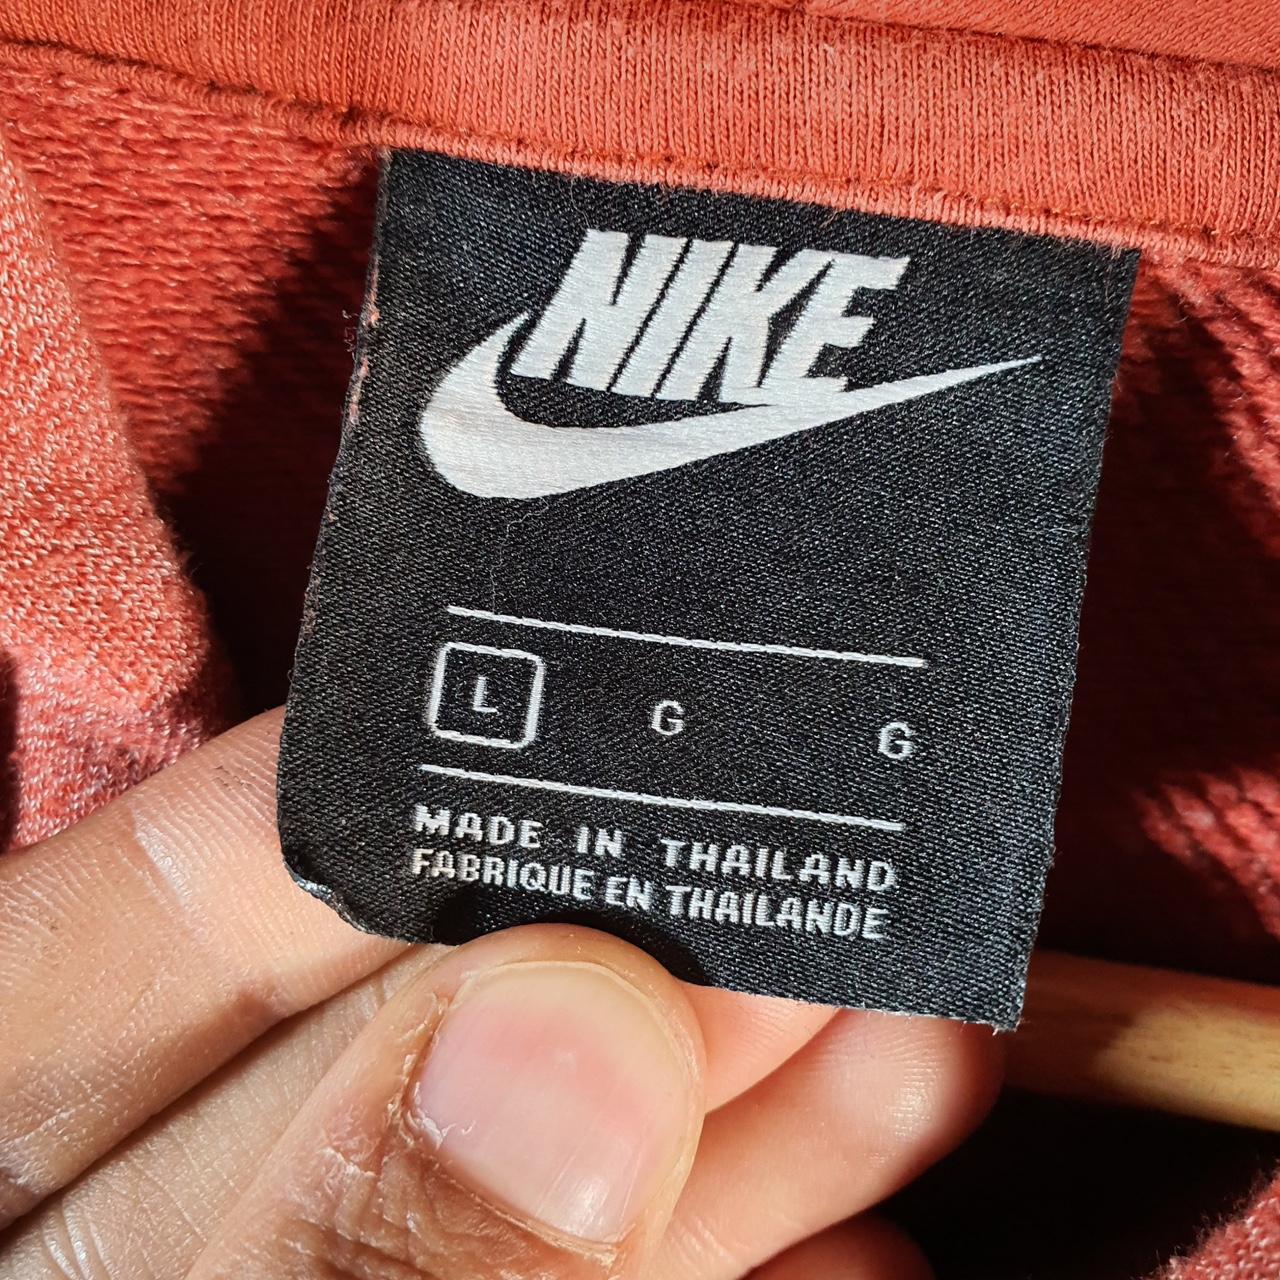 NIKE
L G G
MADE IN THAILAND
FABRIQUE EN THAILANDE